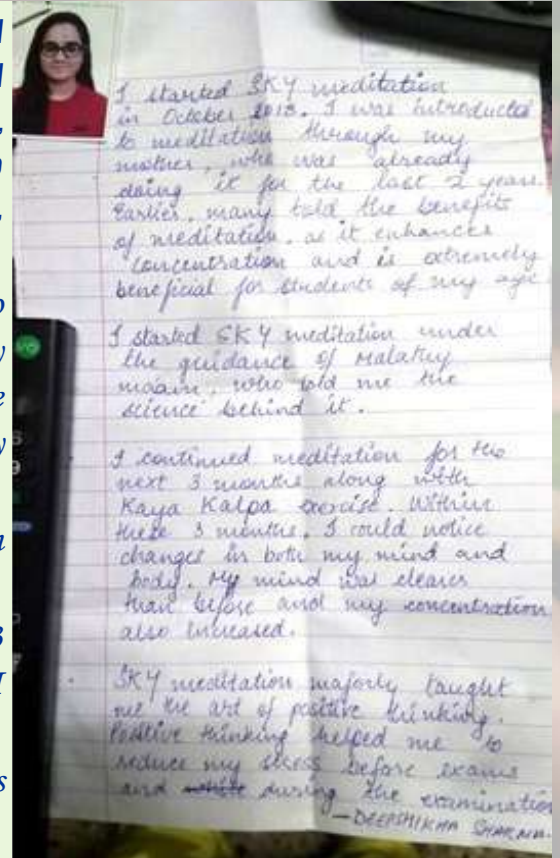 I started SKY meditation
in October 2018. I was introduced
to meditation through my
mother, who was already
doing it for the last 2 years.
Earlier, many told the benefits
of meditation, as it enhances
concentration and is extremely
beneficial for students of my age
I started SKY meditation under
the guidance of Malathy
maam, who told me the
science behind it.
I continued meditation for the
next 3 months along with
Kaya Kalpa exercise. Within
these 3 months, I could notice
changes in both my mind and
body. My mind was clearer
than before and my concentration
also increased.
SKY meditation majorly taught
me the art of positive thinking.
Positive thinking helped me to
reduce my stress before exams
and during the examination
—DEEPSHIKHA SHARMA.